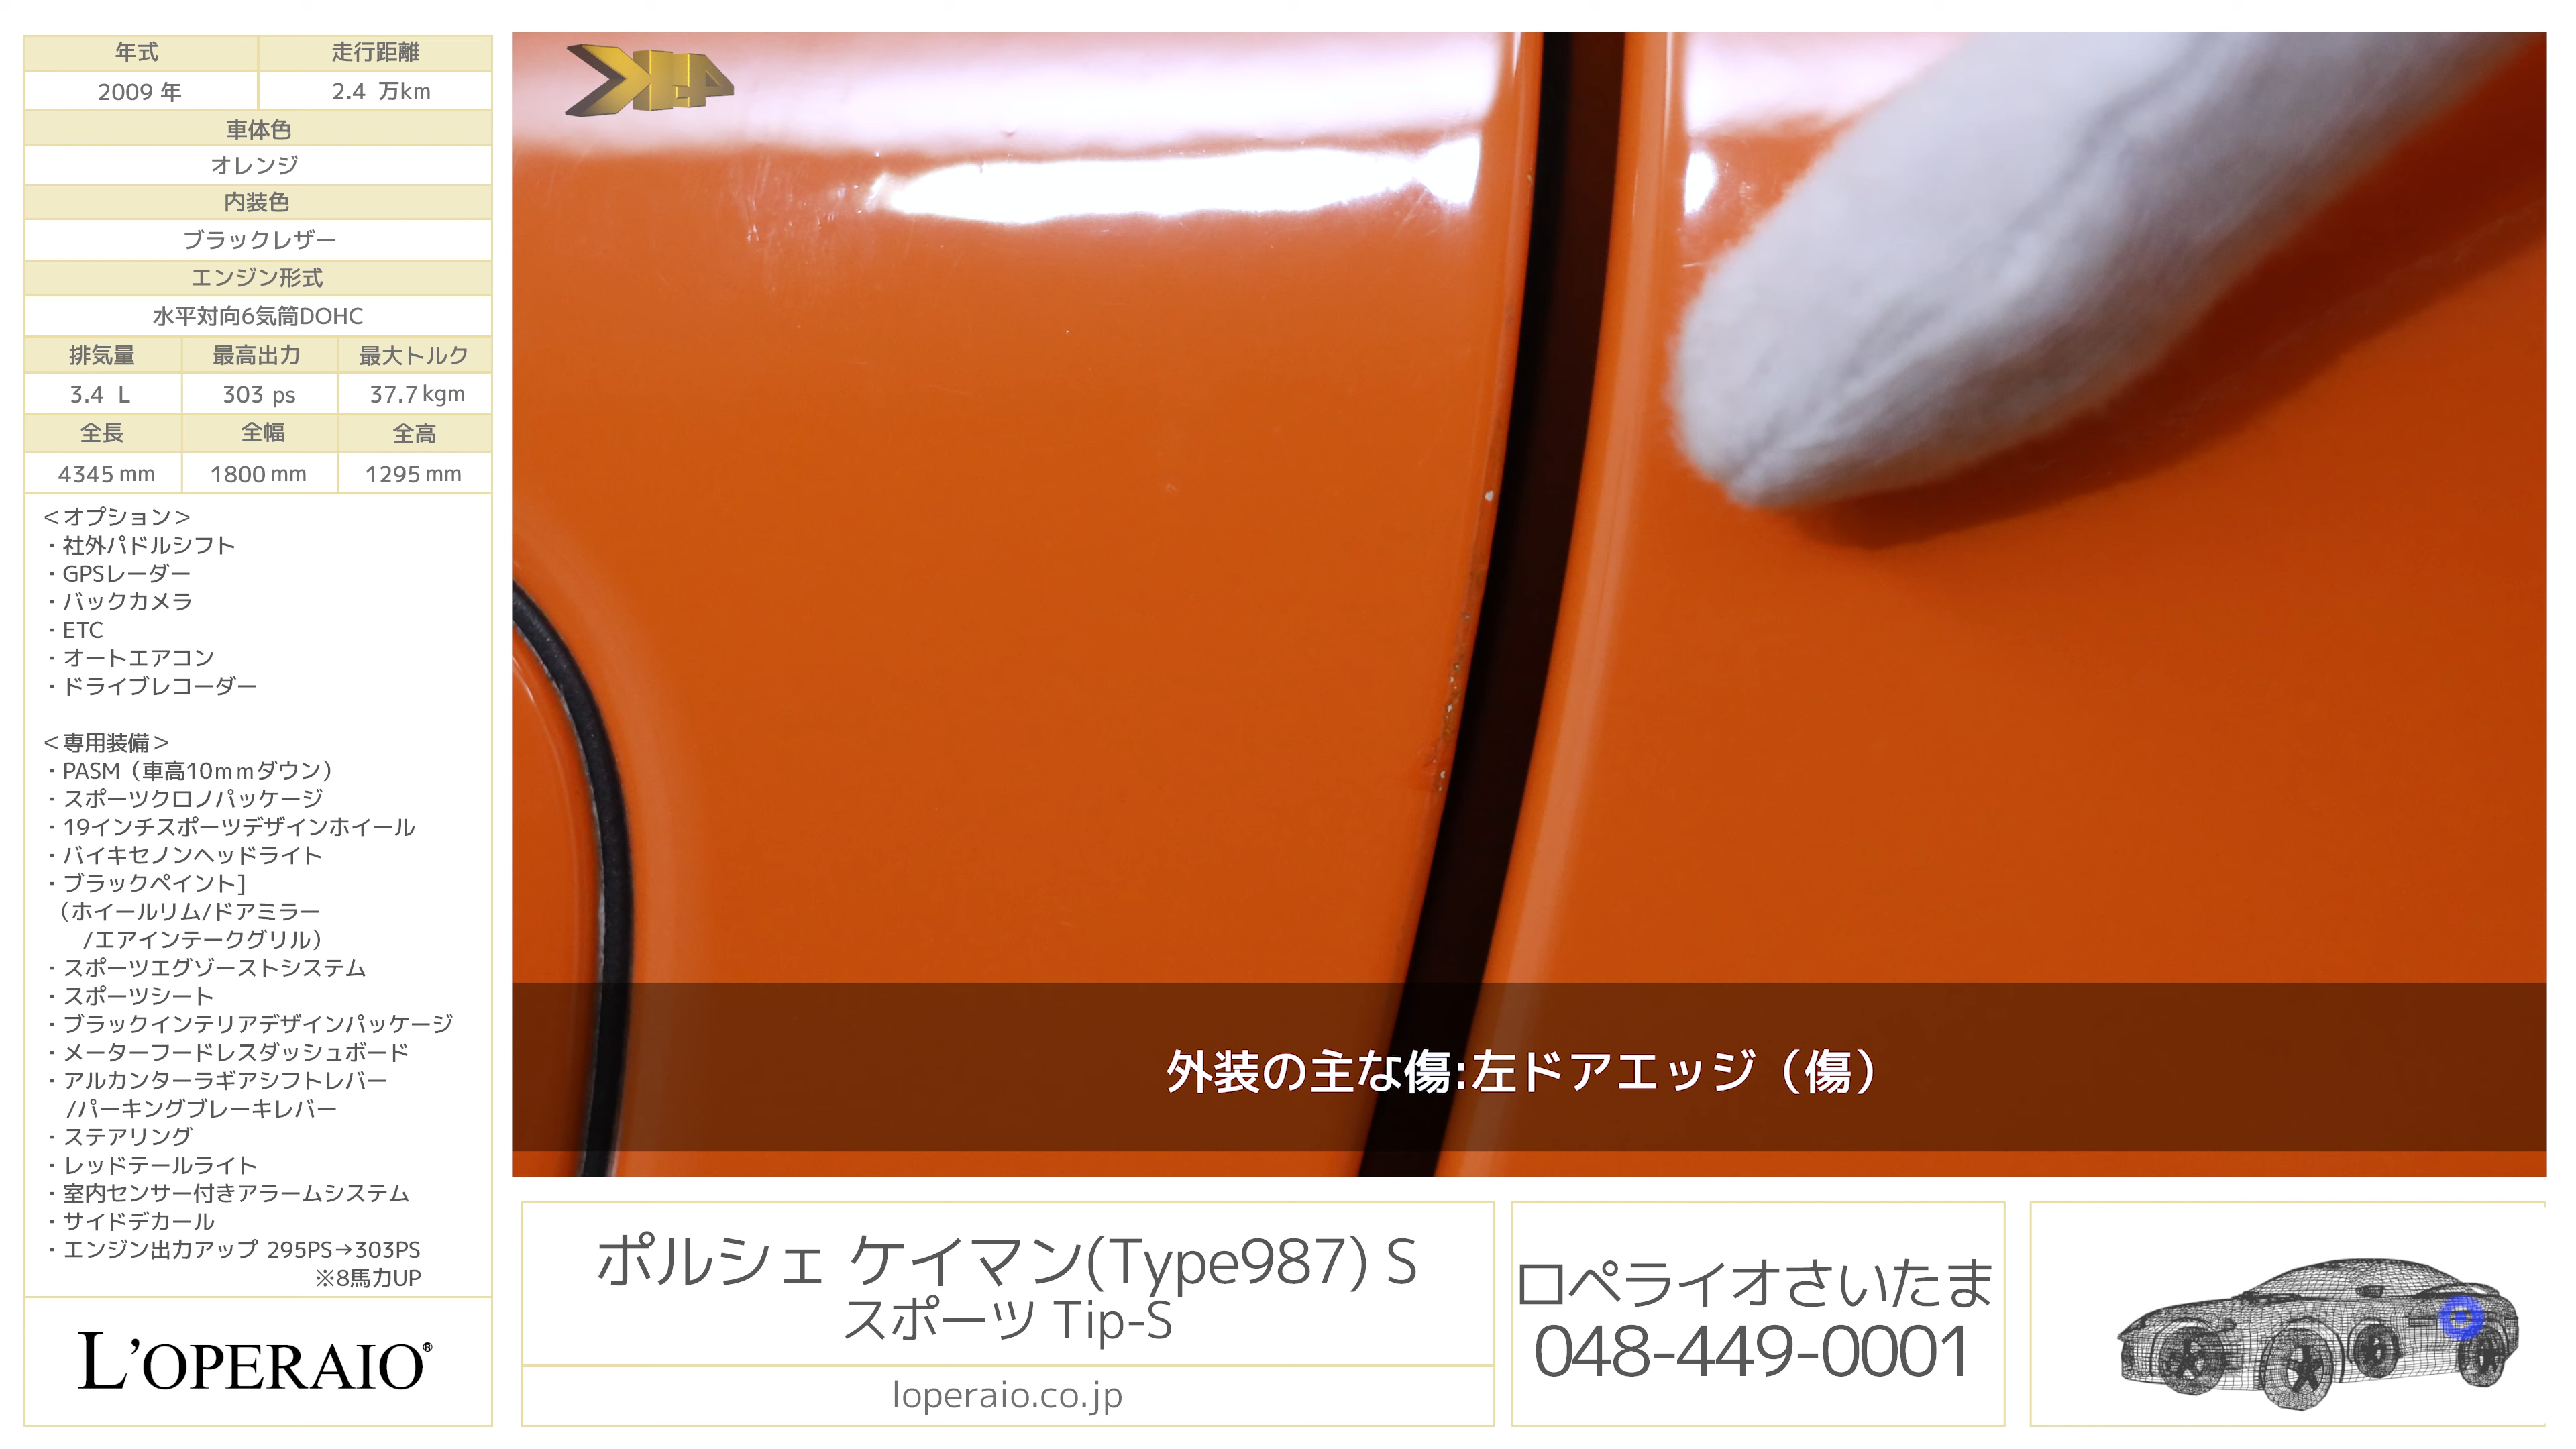 年式 走行距離
2009 年 2.4 万km
車体色
オレンジ
内装色
ブラックレザー
エンジン形式
水平対向6気筒DOHC
排気量 最高出力 最大トルク
3.4 L 303 ps 37.7 kgm
全長 全幅 全高
4345 mm 1800 mm 1295 mm
＜オプション＞
・社外パドルシフト
・GPSレーダー
・バックカメラ
・ETC
・オートエアコン
・ドライブレコーダー
＜専用装備＞
・PASM（車高10ｍｍダウン）
・スポーツクロノパッケージ
・19インチスポーツデザインホイール
・バイキセノンヘッドライト
・ブラックペイント]
（ホイールリム/ドアミラー
/エアインテークグリル）
・スポーツエグゾーストシステム
・スポーツシート
・ブラックインテリアデザインパッケージ
・メーターフードレスダッシュボード
・アルカンターラギアシフトレバー
/パーキングブレーキレバー
・ステアリング
・レッドテールライト
・室内センサー付きアラームシステム
・サイドデカール
・エンジン出力アップ 295PS→303PS
※8馬力UP
L'OPERAIO®
外装の主な傷:左ドアエッジ（傷）
ポルシェ ケイマン(Type987) S
スポーツ Tip-S
loperaio.co.jp
ロペライオさいたま
048-449-0001